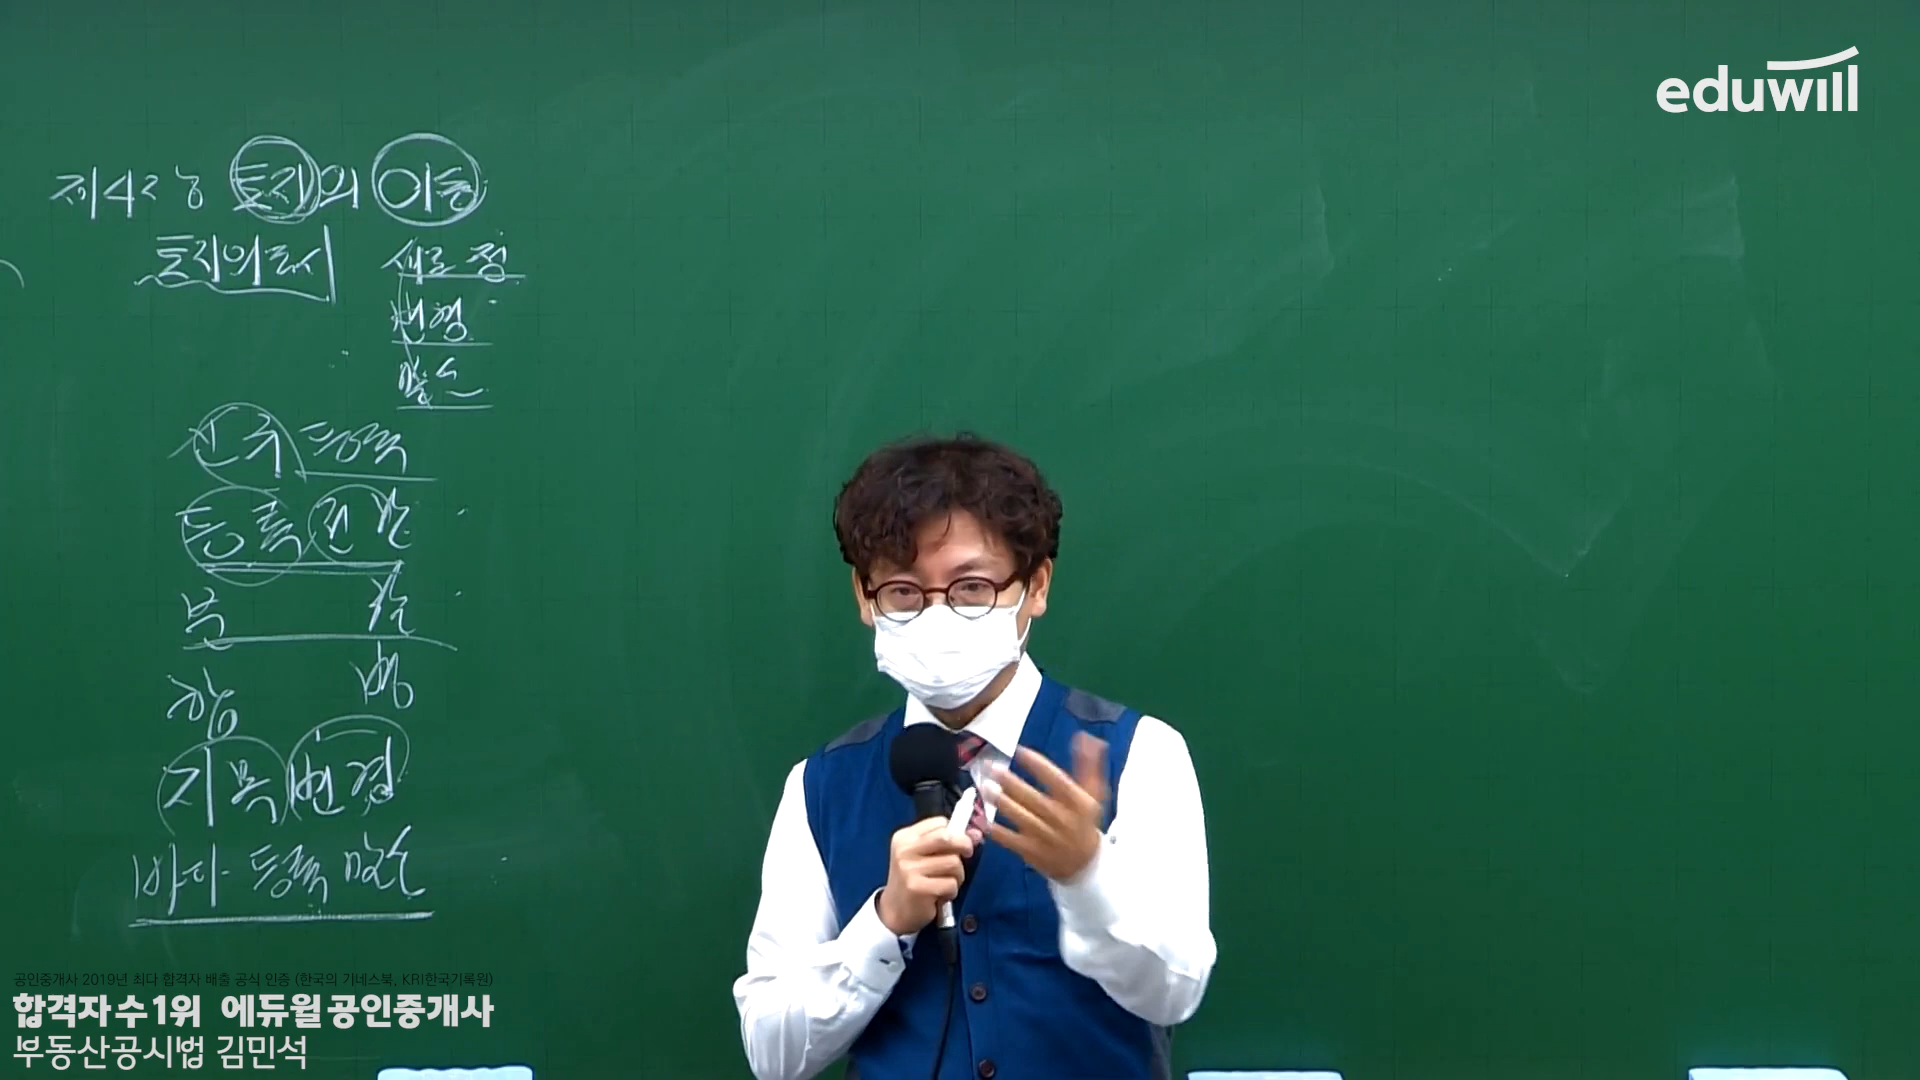 eduwill
제4강 토지의 이동
토지의 표시
새로 정
변경
말소
신규 등록
등록전환
분 할
합 병
지목변경
바다 등록 말소
공인중개사 2019년 최다 합격자 배출 공식 인증 (한국의 기네스북, KRI한국기록원)
합격자수1위 에듀윌공인중개사
부동산공시법 김민석